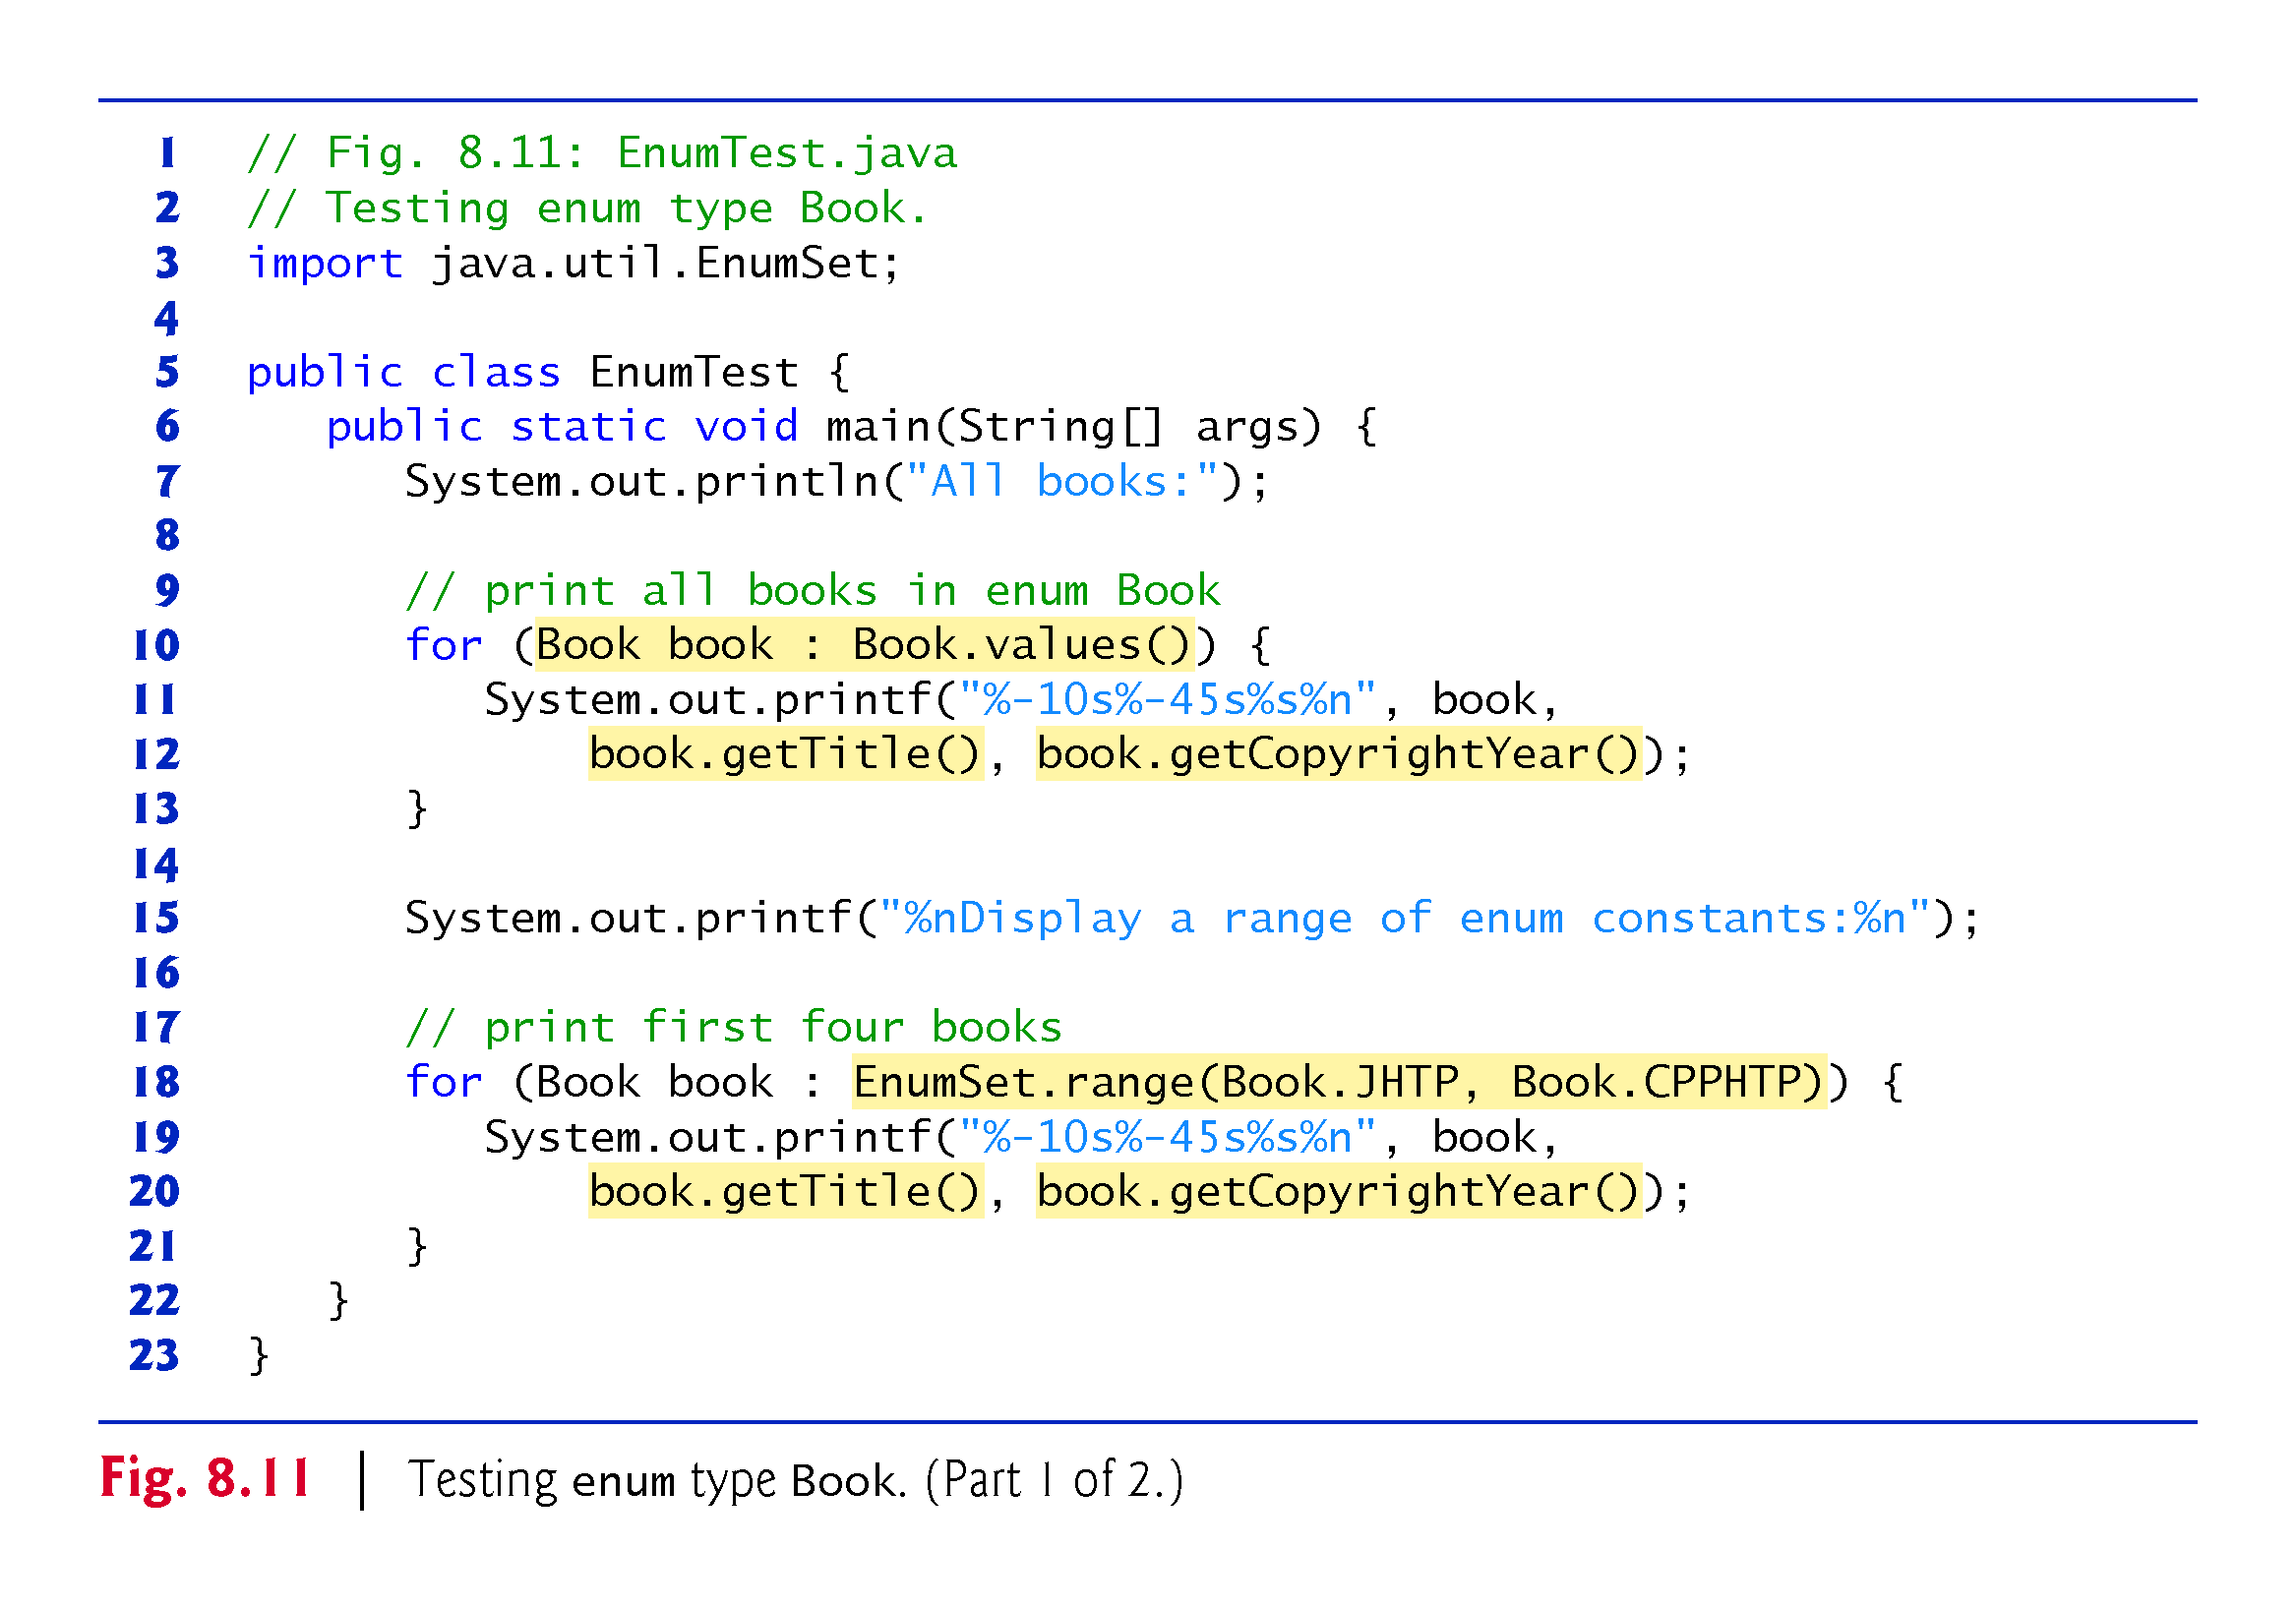 1 // Fig. 8.11: EnumTest.java
2 // Testing enum type Book.
3 import java.util.EnumSet;
4
5 public class EnumTest {
6    public static void main(String[] args) {
7       System.out.println("All books:");
8
9       // print all books in enum Book
10       for (Book book : Book.values()) {
11          System.out.printf("%-10s%-45s%s%n", book,
12              book.getTitle(), book.getCopyrightYear());
13       }
14
15       System.out.printf("%nDisplay a range of enum constants:%n");
16
17       // print first four books
18       for (Book book : EnumSet.range(Book.JHTP, Book.CPPHTP)) {
19          System.out.printf("%-10s%-45s%s%n", book,
20              book.getTitle(), book.getCopyrightYear());
21       }
22    }
23 }
Fig. 8.11 | Testing enum type Book. (Part 1 of 2.)